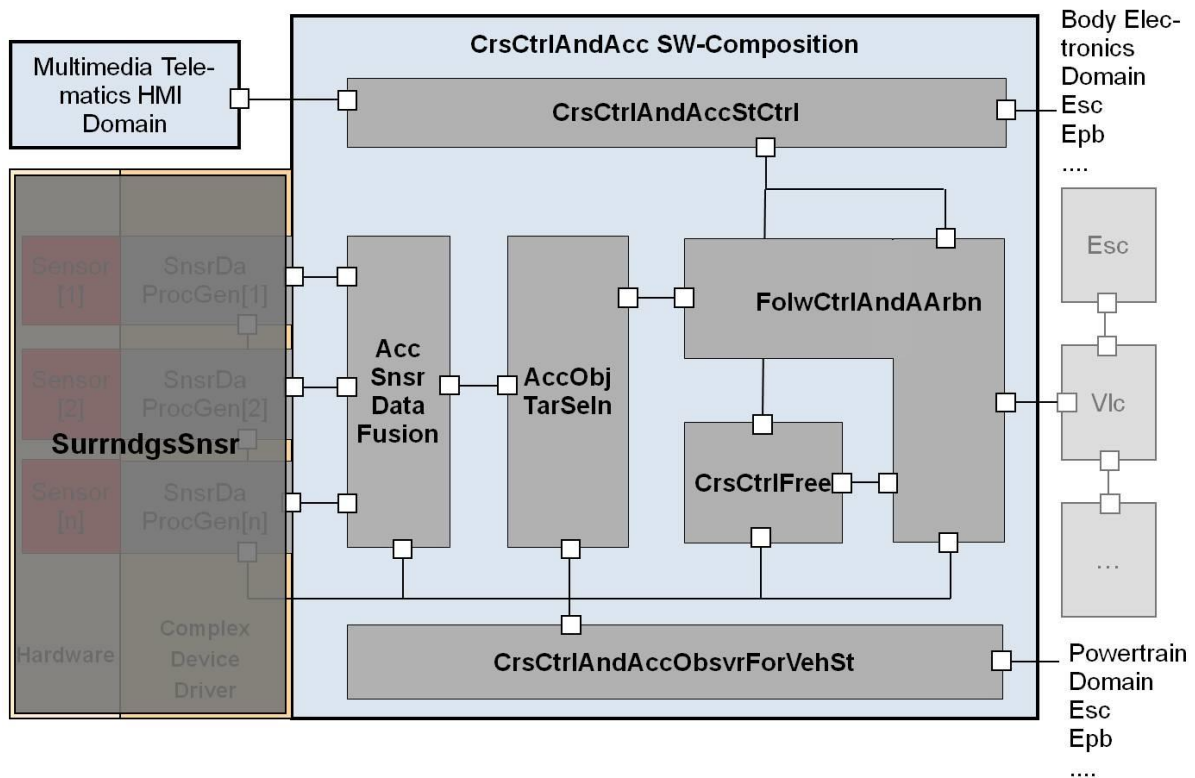 CrsCtrlAndAcc SW-Composition
Multimedia Tele-
matics HMI
Domain
CrsCtrlAndAccStCtrl
Body Elec-
tronics
Domain
Esc
Epb
....
Sensor
[1]
SnsrDa
ProcGen[1]
Sensor
[2]
SnsrDa
ProcGen[2]
SurrndgsSnsr
Sensor
[n]
SnsrDa
ProcGen[n]
Hardware
Complex
Device
Driver
Acc
Snsr
Data
Fusion
AccObj
TarSeln
FolwCtrlAndAArbn
CrsCtrlFree
CrsCtrlAndAccObsvrForVehSt
Esc
Vlc
...
Powertrain
Domain
Esc
Epb
....